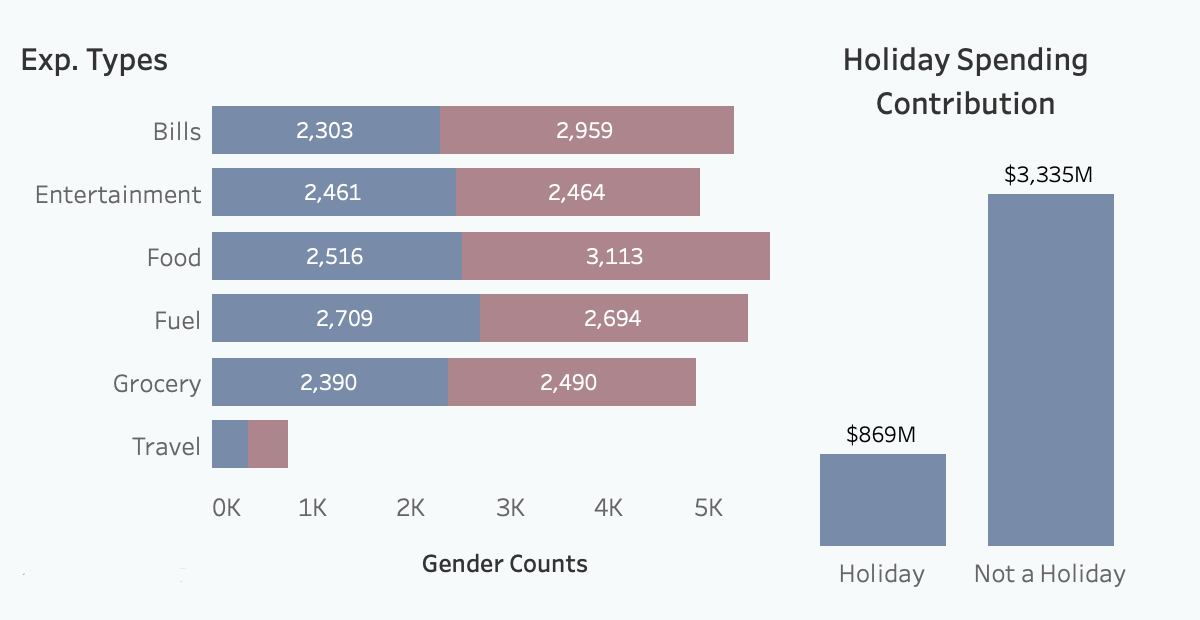 Exp. Types
Bills 2,303 2,959
Entertainment 2,461 2,464
Food 2,516 3,113
Fuel 2,709 2,694
Grocery 2,390 2,490
Travel
0K 1K 2K 3K 4K 5K
Gender Counts
Holiday Spending
Contribution
$3,335M
$869M
Holiday Not a Holiday